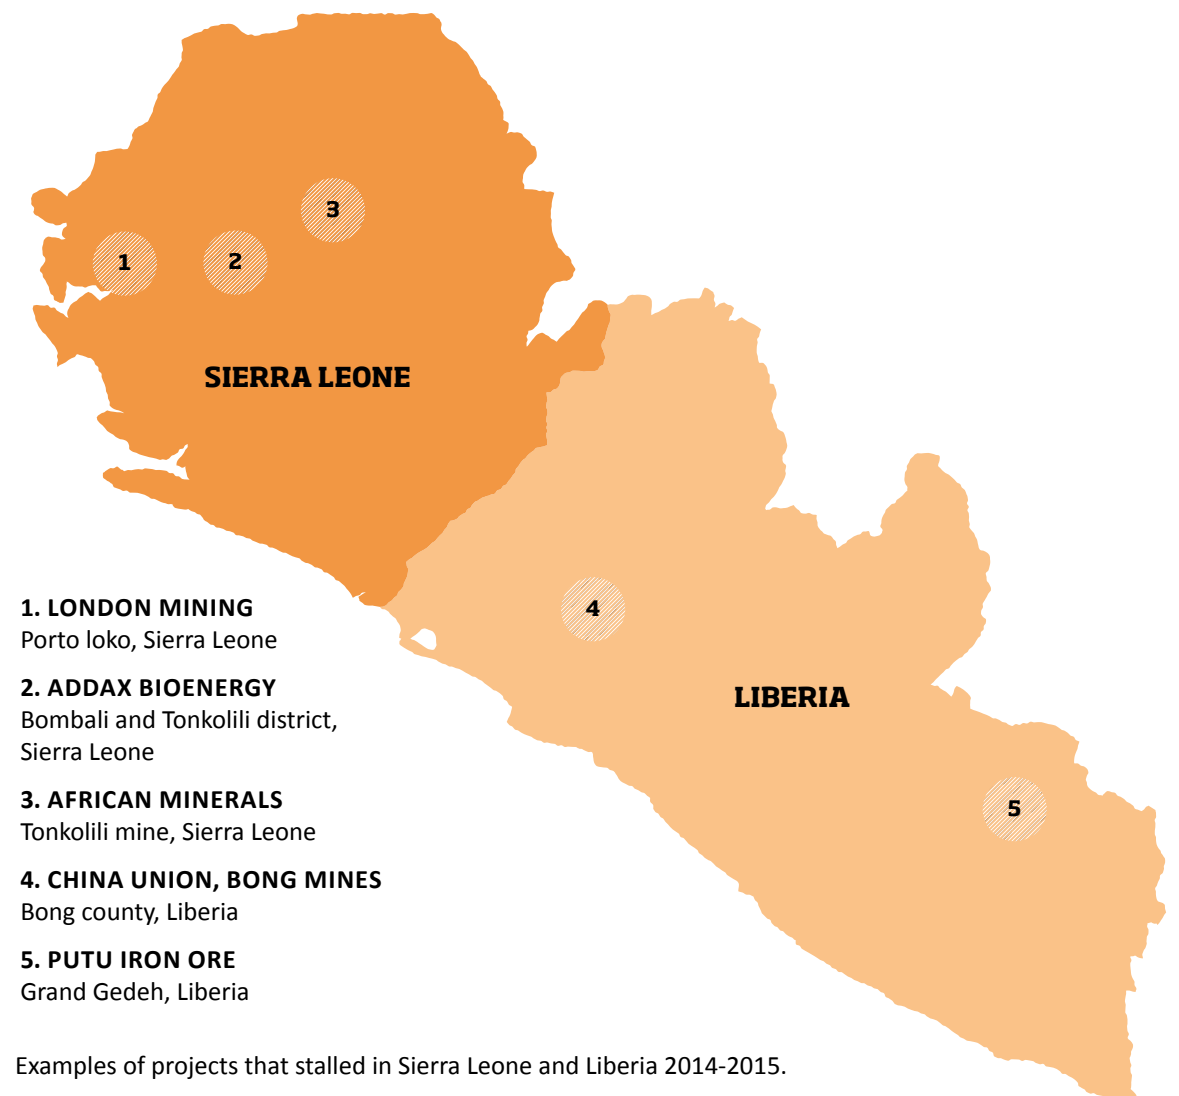 3
1
2
SIERRA LEONE
4
1. LONDON MINING
Porto loko, Sierra Leone
2. ADDAX BIOENERGY
LIBERIA
Bombali and Tonkolili district,
Sierra Leone
3. AFRICAN MINERALS
5
Tonkolili mine, Sierra Leone
4. CHINA UNION, BONG MINES
Bong county, Liberia
5. PUTU IRON ORE
Grand Gedeh, Liberia
Examples of projects that stalled in Sierra Leone and Liberia 2014-2015.